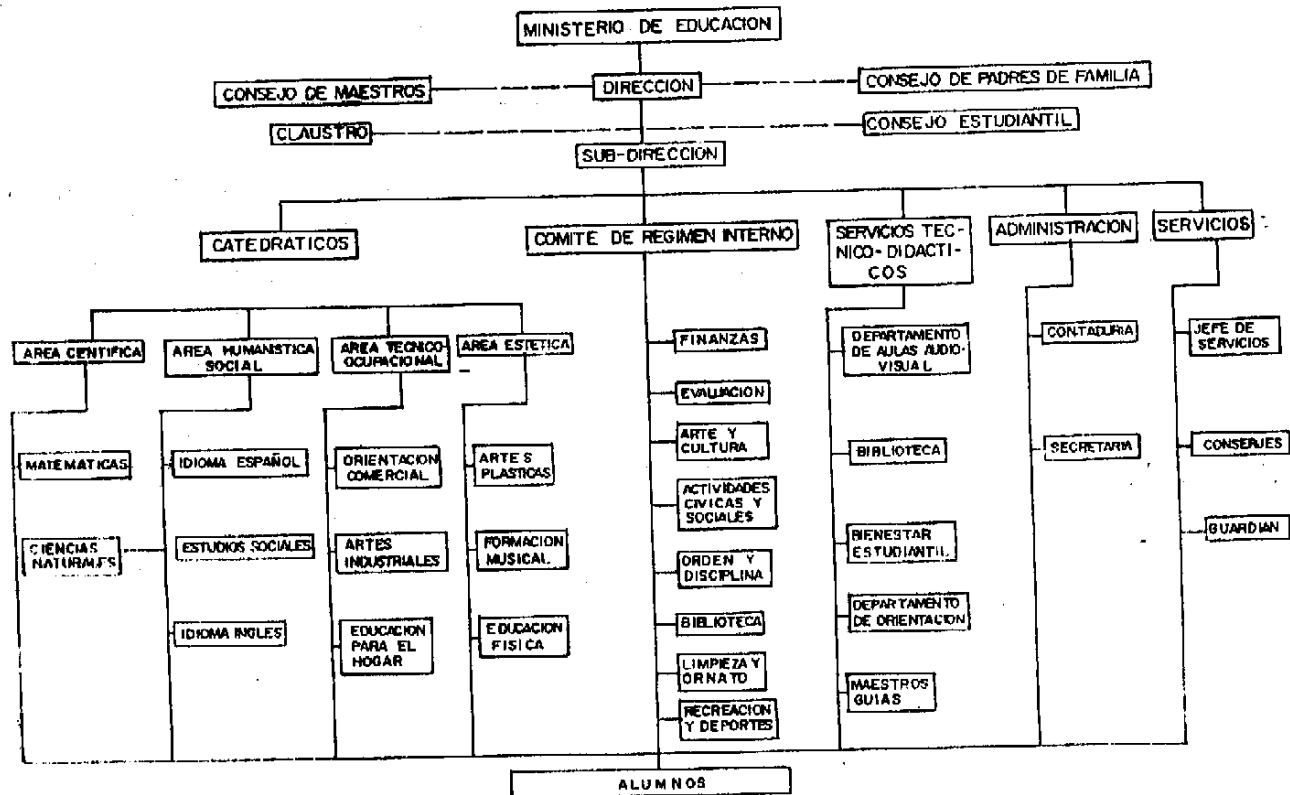 MINISTERIO DE EDUCACION
CONSEJO DE MAESTROS
DIRECCION
CONSEJO DE PADRES DE FAMILIA
CLAUSTRO
CONSEJO ESTUDIANTIL
SUB-DIRECCION
CATEDRATICOS
COMITE DE REGIMEN INTERNO
SERVICIOS TEC-
NICO-DIDACTI-
COS
ADMINISTRACION
SERVICIOS
AREA CENTIFICA
AREA HUMANISTICA
SOCIAL
AREA TECNICO-
OCUPACIONAL
AREA ESTETICA
MATEMATICAS
CIENCIAS
NATURALES
IDIOMA ESPAÑOL
ESTUDIOS SOCIALES
IDIOMA INGLES
ORIENTACION
COMERCIAL
ARTES
INDUSTRIALES
EDUCACION
PARA EL
HOGAR
ARTES
PLASTICAS
FORMACION
MUSICAL
EDUCACION
FISICA
FINANZAS
EVALUACION
ARTE Y
CULTURA
ACTIVIDADES
CIVICAS Y
SOCIALES
ORDEN Y
DISCIPLINA
BIBLIOTECA
LIMPIEZA Y
ORNATO
RECREACION
Y DEPORTES
DEPARTAMENTO
DE AULAS AUDIO-
VISUAL
BIBLIOTECA
BIENESTAR
ESTUDIANTIL
DEPARTAMENTO
DE ORIENTACION
MAESTROS
GUIAS
CONTADURIA
SECRETARIA
JEFE DE
SERVICIOS
CONSERJES
GUARDIAN
ALUMNOS